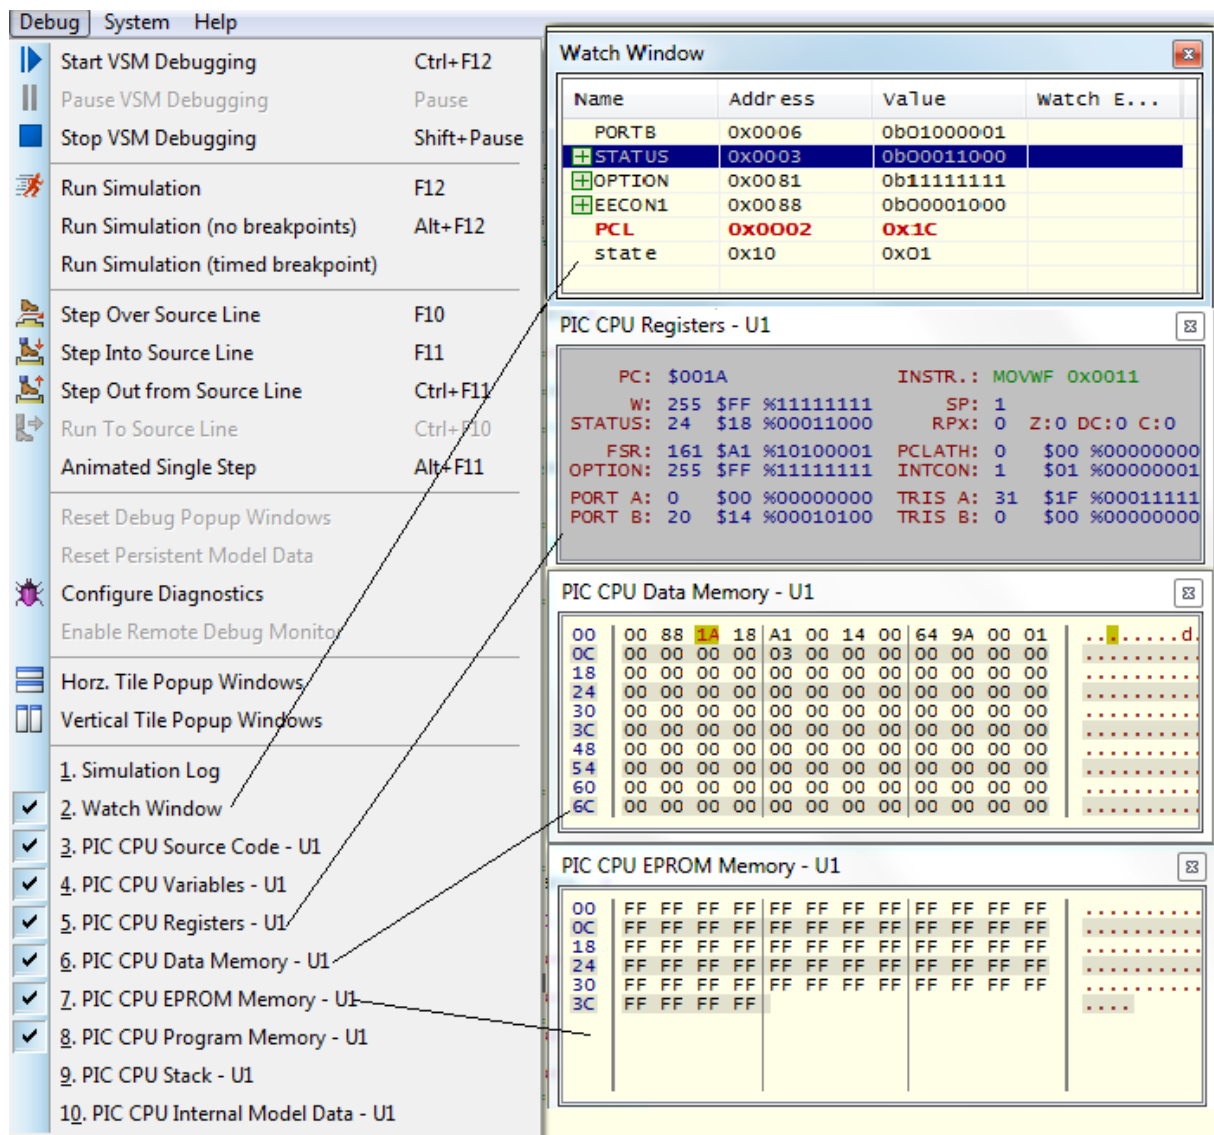 Debug System Help
Start VSM Debugging Ctrl+F12
Pause VSM Debugging Pause
Stop VSM Debugging Shift+Pause
Run Simulation F12
Run Simulation (no breakpoints) Alt+F12
Run Simulation (timed breakpoint)
Step Over Source Line F10
Step Into Source Line F11
Step Out from Source Line Ctrl+F11
Run To Source Line Ctrl+F10
Animated Single Step Alt+F11
Reset Debug Popup Windows
Reset Persistent Model Data
Configure Diagnostics
Enable Remote Debug Monitor
Horz. Tile Popup Windows
Vertical Tile Popup Windows
1. Simulation Log
2. Watch Window
3. PIC CPU Source Code - U1
4. PIC CPU Variables - U1
5. PIC CPU Registers - U1
6. PIC CPU Data Memory - U1
7. PIC CPU EPROM Memory - U1
8. PIC CPU Program Memory - U1
9. PIC CPU Stack - U1
10. PIC CPU Internal Model Data - U1
Watch Window
Name Address Value Watch E...
PORTB 0x0006 0b01000001
STATUS 0x0003 0b00011000
OPTION 0x0081 0b11111111
EECON1 0x0088 0b00001000
PCL 0x0002 0x1C
state 0x10 0x01
PIC CPU Registers - U1
PC: $001A INSTR.: MOVWF 0x0011
W: 255 $FF %11111111 SP: 1
STATUS: 24 $18 %00011000 RPx: 0 Z:0 DC:0 C:0
FSR: 161 $A1 %10100001 PCLATH: 0 $00 %00000000
OPTION: 255 $FF %11111111 INTCON: 1 $01 %00000001
PORT A: 0 $00 %00000000 TRIS A: 31 $1F %00011111
PORT B: 20 $14 %00010100 TRIS B: 0 $00 %00000000
PIC CPU Data Memory - U1
00 00 88 1A 18 A1 00 14 00 64 9A 00 01 ........d.
0C 00 00 00 00 03 00 00 00 00 00 00 00 ..........
18 00 00 00 00 00 00 00 00 00 00 00 00 ..........
24 00 00 00 00 00 00 00 00 00 00 00 00 ..........
30 00 00 00 00 00 00 00 00 00 00 00 00 ..........
3C 00 00 00 00 00 00 00 00 00 00 00 00 ..........
48 00 00 00 00 00 00 00 00 00 00 00 00 ..........
54 00 00 00 00 00 00 00 00 00 00 00 00 ..........
60 00 00 00 00 00 00 00 00 00 00 00 00 ..........
6C 00 00 00 00 00 00 00 00 00 00 00 00 ..........
PIC CPU EPROM Memory - U1
00 FF FF FF FF FF FF FF FF FF FF FF FF ..........
0C FF FF FF FF FF FF FF FF FF FF FF FF ..........
18 FF FF FF FF FF FF FF FF FF FF FF FF ..........
24 FF FF FF FF FF FF FF FF FF FF FF FF ..........
30 FF FF FF FF FF FF FF FF FF FF FF FF ..........
3C FF FF FF FF ....